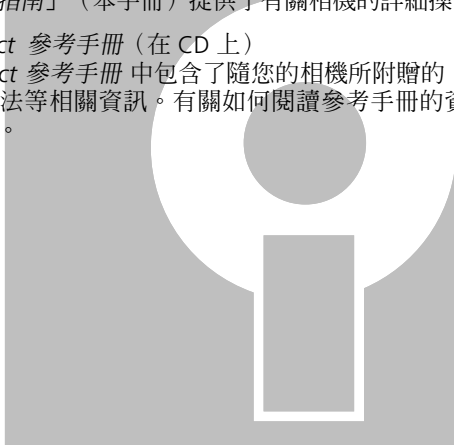 指南」（本手冊）提供了有關相機的詳細操
ct 參考手冊（在 CD 上）
ct 參考手冊 中包含了隨您的相機所附贈的
法等相關資訊。有關如何閱讀參考手冊的資
。